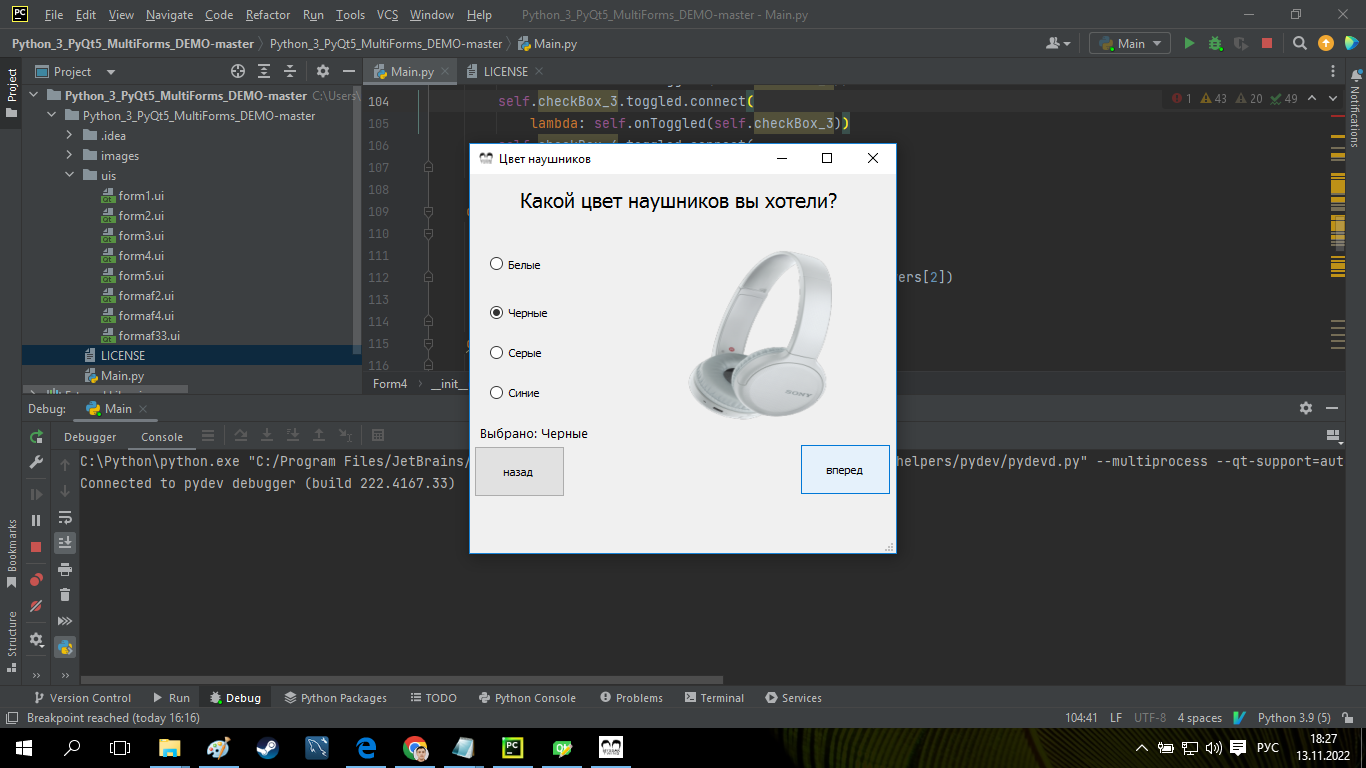 File Edit View Navigate Code Refactor Run Tools VCS Window Help Python_3_PyQt5_MultiForms_DEMO-master - Main.py
Python_3_PyQt5_MultiForms_DEMO-master Python_3_PyQt5_MultiForms_DEMO-master Main.py Main
Project
Project
Main.py
LICENSE
Notifications
Python_3_PyQt5_MultiForms_DEMO-master C:\Users\
Python_3_PyQt5_MultiForms_DEMO-master
.idea
images
uis
form1.ui
form2.ui
form3.ui
form4.ui
form5.ui
formaf2.ui
formaf4.ui
formaf33.ui
LICENSE
Main.py
104 self.checkBox_3.toggled.connect(
1 43 20 49
105 lambda: self.onToggled(self.checkBox_3))
106
107
108
109
110
111
112 ers[2])
113
114
115
116
Form4 __init__
Цвет наушников
Какой цвет наушников вы хотели?
Белые
Черные
Серые
Синие
SONY
Выбрано: Черные
назад
вперед
Debug: Main
Debugger Console
C:\Python\python.exe "C:/Program Files/JetBrains/ helpers/pydev/pydevd.py" --multiprocess --qt-support=aut
Connected to pydev debugger (build 222.4167.33)
Bookmarks
Structure
Version Control Run Debug Python Packages TODO Python Console Problems Terminal Services
Breakpoint reached (today 16:16) 104:41 LF UTF-8 4 spaces Python 3.9 (5)
РУС
18:27
13.11.2022